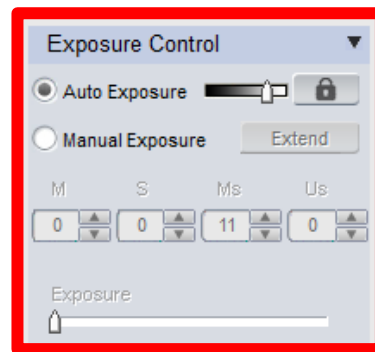 Exposure Control
Auto Exposure
Manual Exposure Extend
M S Ms Us
0 0 11 0
Exposure